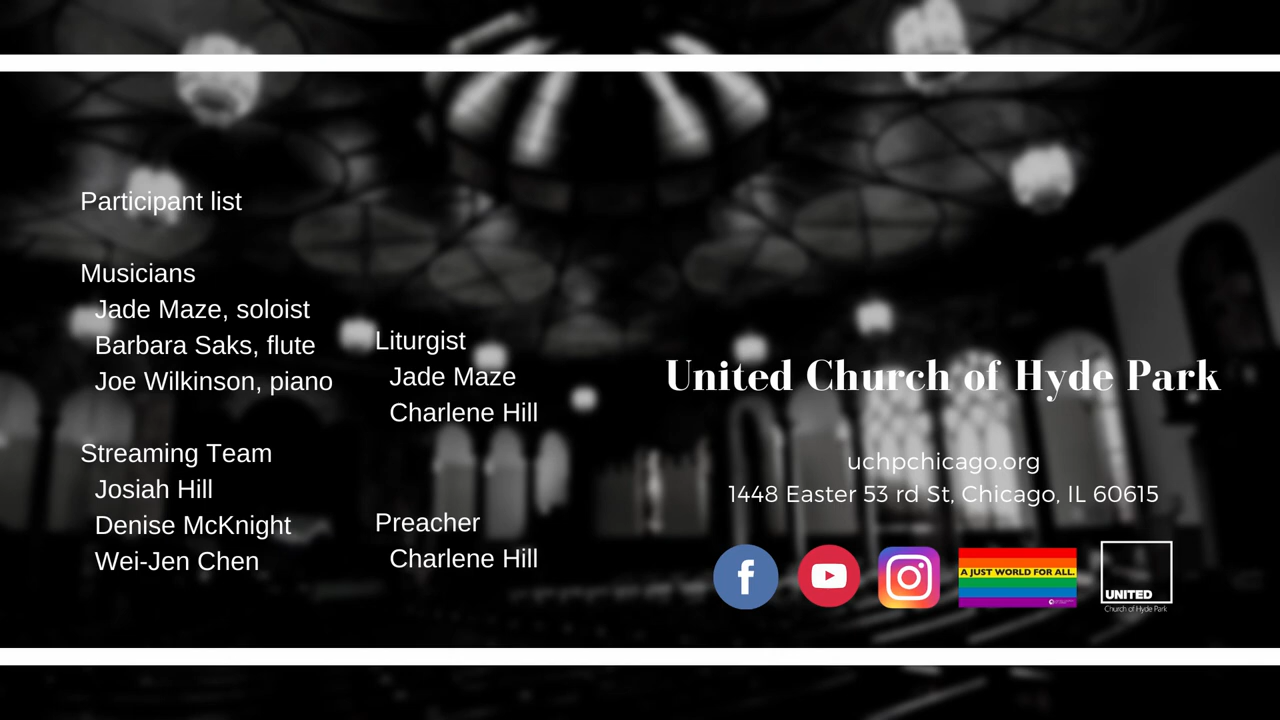 Participant list
Musicians
Jade Maze, soloist
Barbara Saks, flute
Joe Wilkinson, piano
Streaming Team
Josiah Hill
Denise McKnight
Wei-Jen Chen
Liturgist
Jade Maze
Charlene Hill
Preacher
Charlene Hill
United Church of Hyde Park
uchpchicago.org
1448 Easter 53 rd St, Chicago, IL 60615
A JUST WORLD FOR ALL.
UNITED
Church of Hyde Park